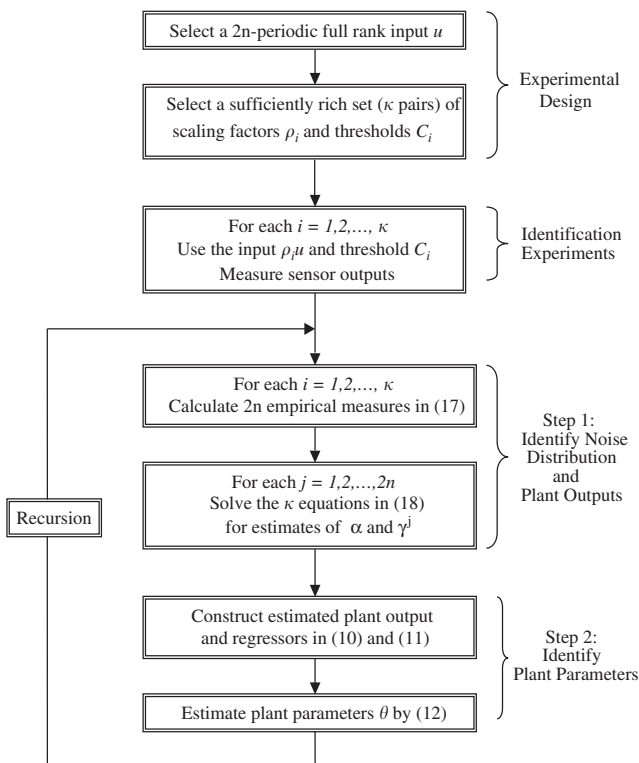 Select a 2n-periodic full rank input u
Select a sufficiently rich set (κ pairs) of
scaling factors ρi and thresholds Ci
Experimental
Design
For each i = 1,2,..., κ
Use the input ρiu and threshold Ci
Measure sensor outputs
Identification
Experiments
For each i = 1,2,..., κ
Calculate 2n empirical measures in (17)
For each j = 1,2,...,2n
Solve the κ equations in (18)
for estimates of α and γ^j
Step 1:
Identify Noise
Distribution
and
Plant Outputs
Recursion
Construct estimated plant output
and regressors in (10) and (11)
Estimate plant parameters θ by (12)
Step 2:
Identify
Plant Parameters